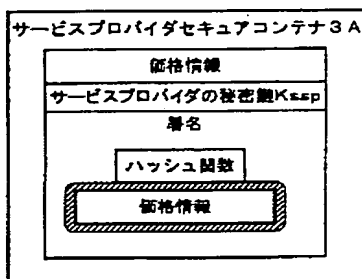 サービスプロバイダセキュアコンテナ３Ａ
価格情報
サービスプロバイダの秘密鍵Kssp
署名
ハッシュ関数
価格情報